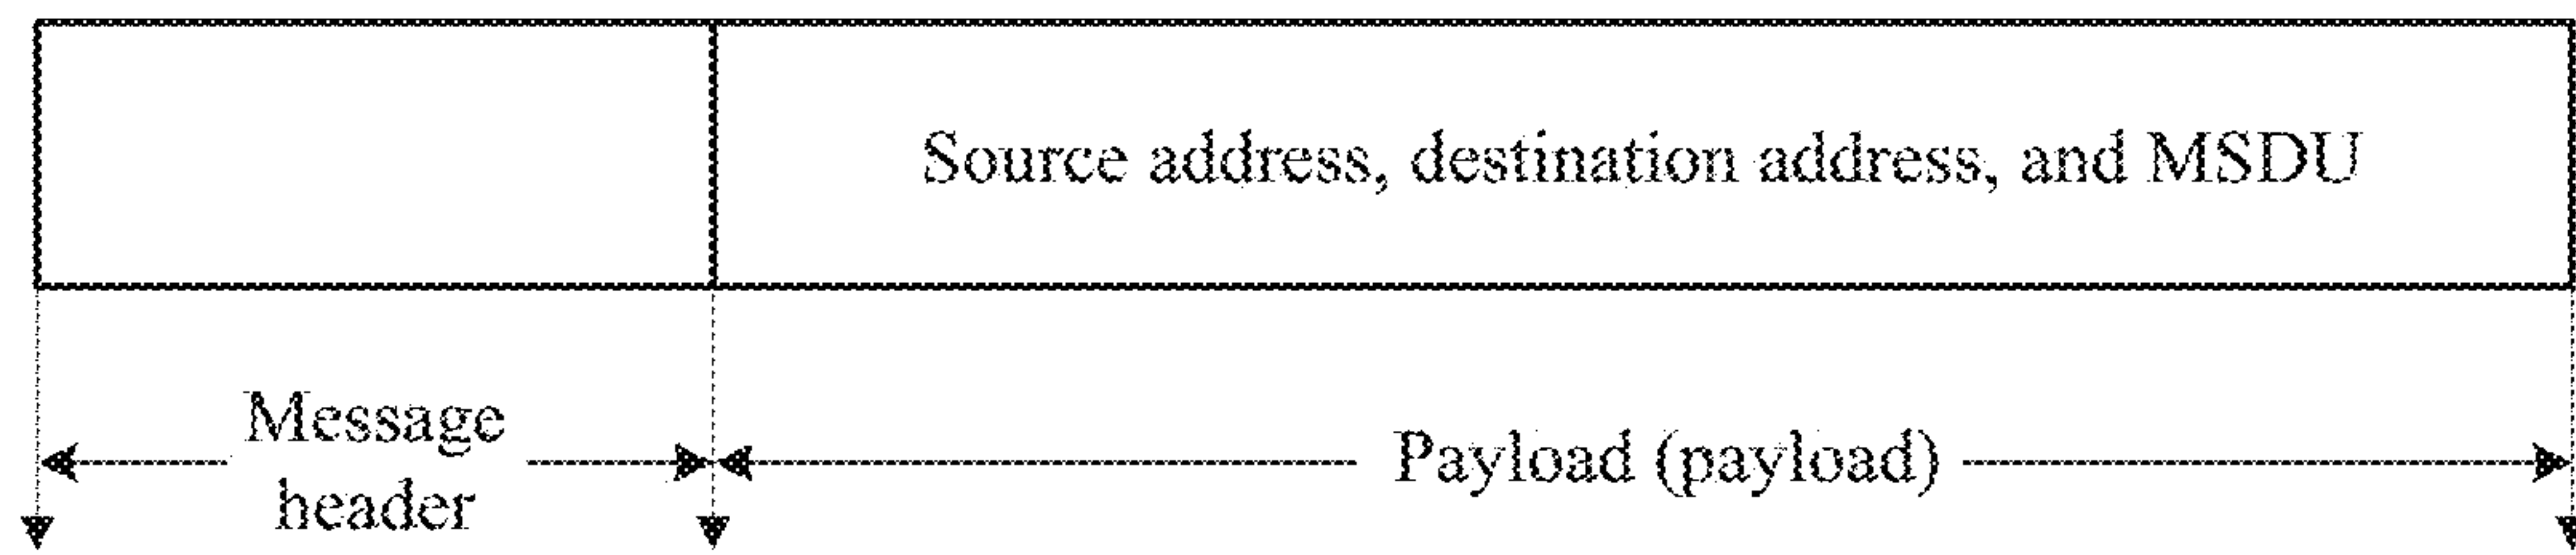 Source address, destination address, and MSDU
Message
header
Payload (payload)